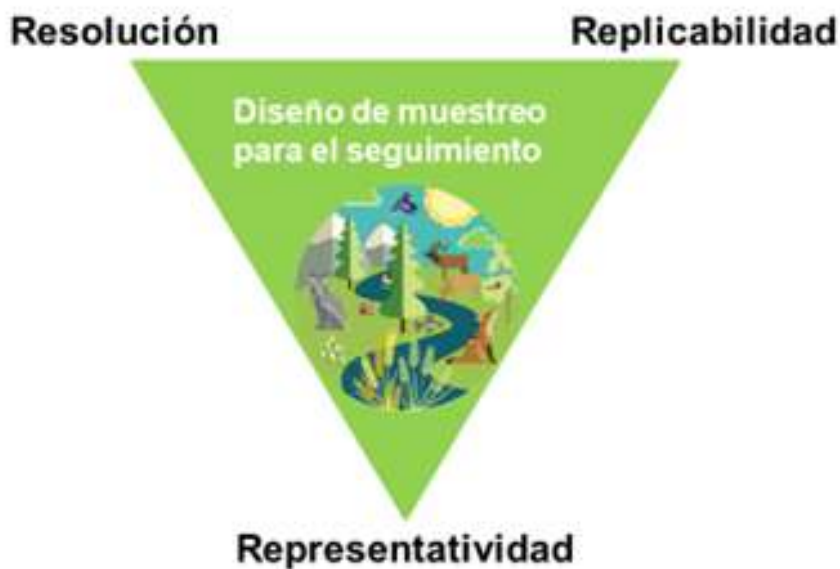 Resolución
Replicabilidad
Diseño de muestreo
para el seguimiento
Representatividad